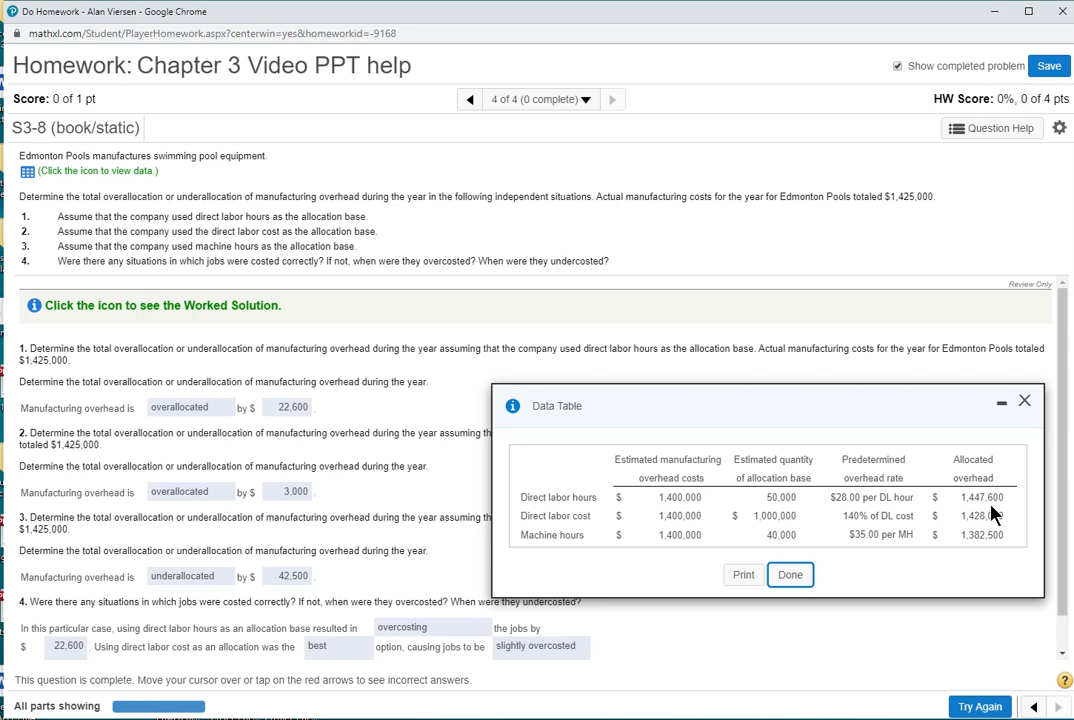 Do Homework - Alan Viersen - Google Chrome
mathxl.com/Student/PlayerHomework.aspx?centerwin=yes&homeworkid=-9168
Homework: Chapter 3 Video PPT help
Show completed problem
Save
Score: 0 of 1 pt
4 of 4 (0 complete)
HW Score: 0%, 0 of 4 pts
S3-8 (book/static)
Question Help
Edmonton Pools manufactures swimming pool equipment.
(Click the icon to view data.)
Determine the total overallocation or underallocation of manufacturing overhead during the year in the following independent situations. Actual manufacturing costs for the year for Edmonton Pools totaled $1,425,000.
1. Assume that the company used direct labor hours as the allocation base.
2. Assume that the company used the direct labor cost as the allocation base.
3. Assume that the company used machine hours as the allocation base.
4. Were there any situations in which jobs were costed correctly? If not, when were they overcosted? When were they undercosted?
Review Only
Click the icon to see the Worked Solution.
1. Determine the total overallocation or underallocation of manufacturing overhead during the year assuming that the company used direct labor hours as the allocation base. Actual manufacturing costs for the year for Edmonton Pools totaled
$1,425,000.
Determine the total overallocation or underallocation of manufacturing overhead during the year.
Manufacturing overhead is overallocated by $ 22,600 .
2. Determine the total overallocation or underallocation of manufacturing overhead during the year assuming th
totaled $1,425,000.
Determine the total overallocation or underallocation of manufacturing overhead during the year.
Manufacturing overhead is overallocated by $ 3,000 .
3. Determine the total overallocation or underallocation of manufacturing overhead during the year assuming th
$1,425,000.
Determine the total overallocation or underallocation of manufacturing overhead during the year.
Manufacturing overhead is underallocated by $ 42,500 .
4. Were there any situations in which jobs were costed correctly? If not, when were they overcosted? When were they undercosted?
In this particular case, using direct labor hours as an allocation base resulted in overcosting the jobs by
$ 22,600 . Using direct labor cost as an allocation was the best option, causing jobs to be slightly overcosted
Data Table
Estimated manufacturing Estimated quantity Predetermined Allocated
overhead costs of allocation base overhead rate overhead
Direct labor hours $ 1,400,000 50,000 $28.00 per DL hour $ 1,447,600
Direct labor cost $ 1,400,000 $ 1,000,000 140% of DL cost $
Machine hours $ 1,400,000 40,000 $35.00 per MH $ 1,382,500
Print
Done
This question is complete. Move your cursor over or tap on the red arrows to see incorrect answers.
?
All parts showing
Try Again